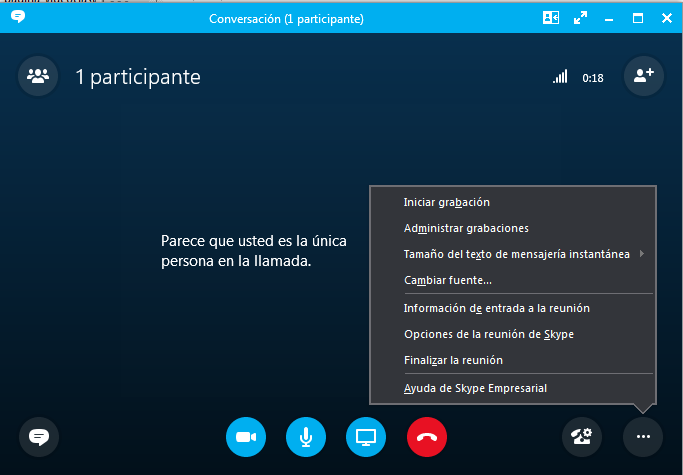 Conversación (1 participante)
1 participante
0:18
Parece que usted es la única
persona en la llamada.
Iniciar grabación
Administrar grabaciones
Tamaño del texto de mensajería instantánea
Cambiar fuente...
Información de entrada a la reunión
Opciones de la reunión de Skype
Finalizar la reunión
Ayuda de Skype Empresarial